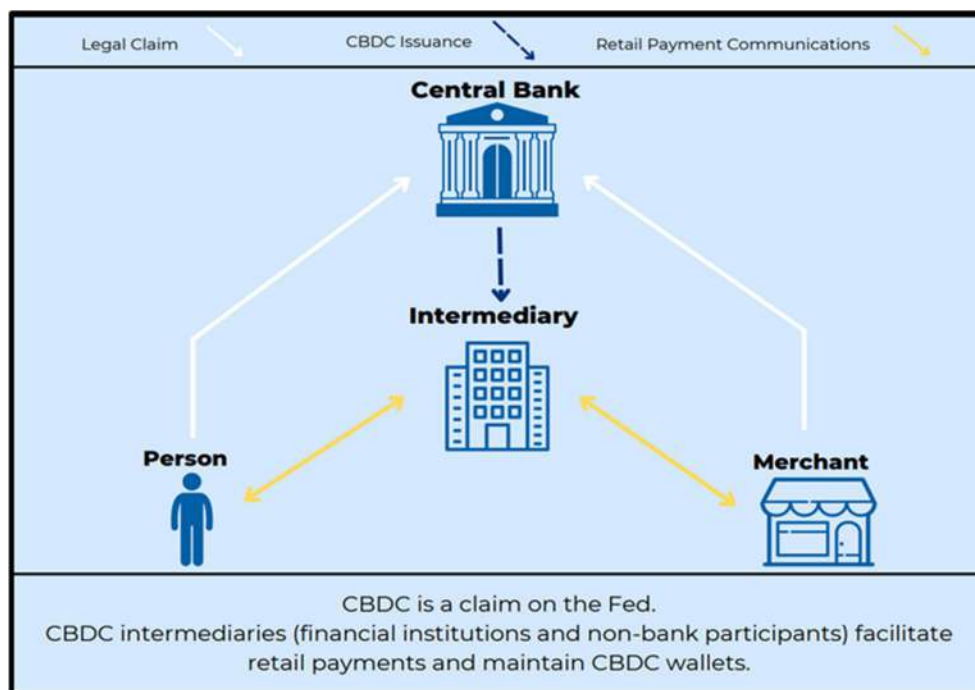 Legal Claim
CBDC Issuance
Retail Payment Communications
Central Bank
Intermediary
Person
Merchant
CBDC is a claim on the Fed.
CBDC intermediaries (financial institutions and non-bank participants) facilitate
retail payments and maintain CBDC wallets.